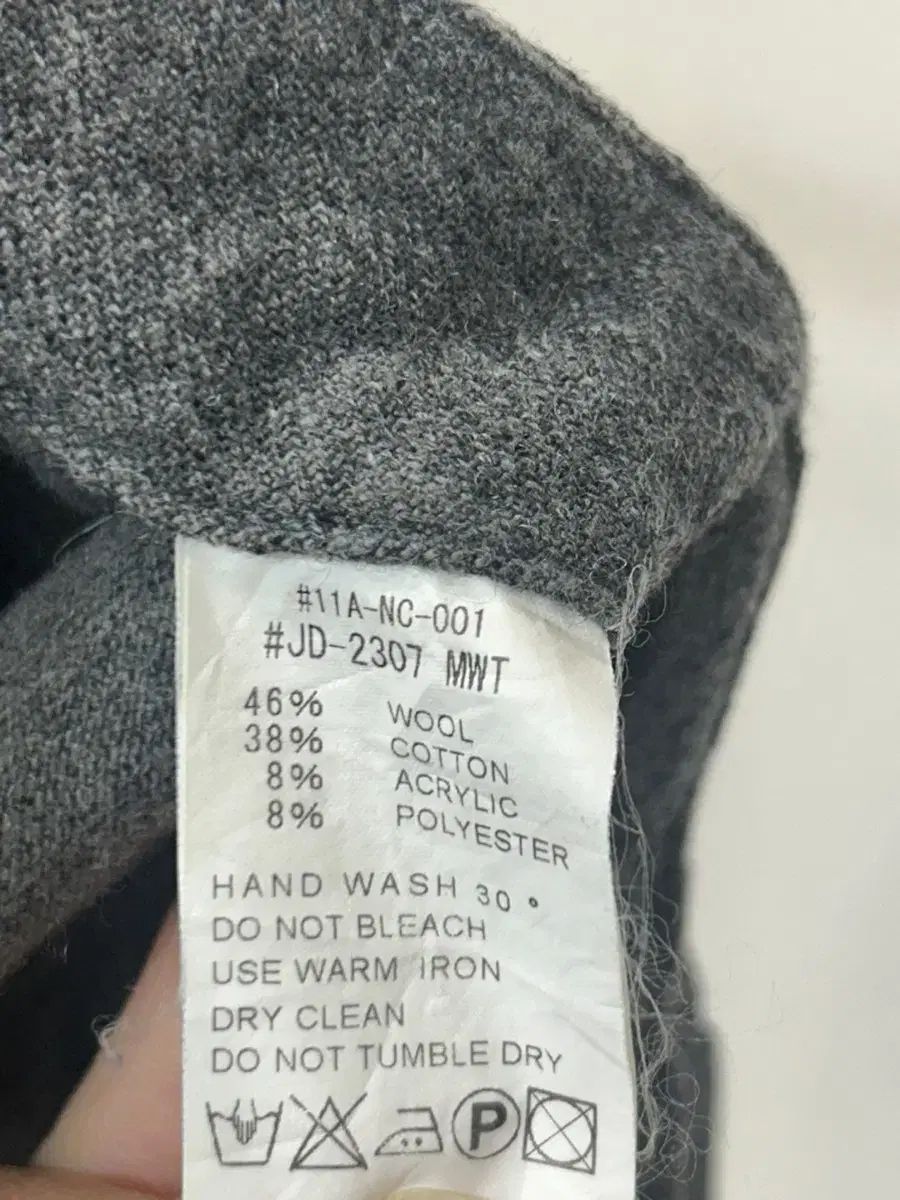 #11A-NC-001
#JD-2307 MWT
46% WOOL
38% COTTON
8% ACRYLIC
8% POLYESTER
HAND WASH 30°
DO NOT BLEACH
USE WARM IRON
DRY CLEAN
DO NOT TUMBLE DRY
P